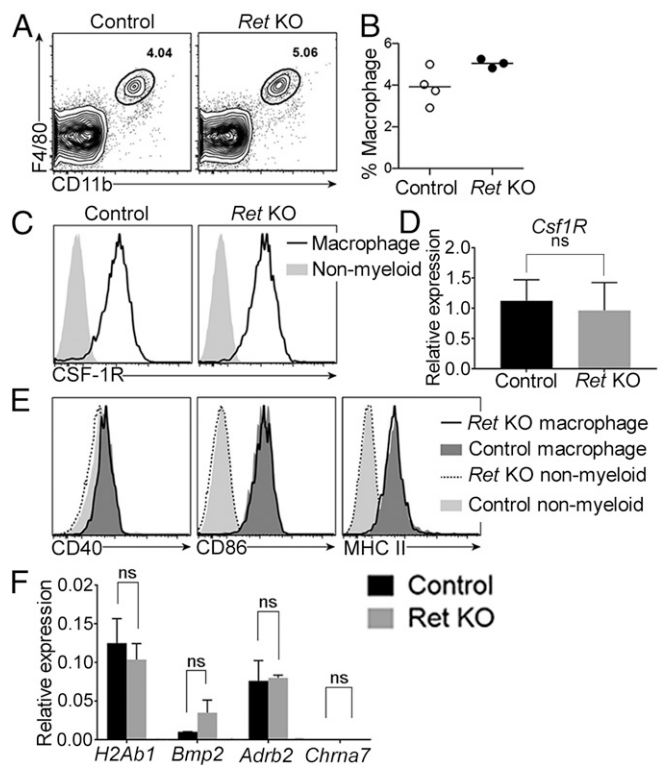 A
Control
Ret KO
4.04
5.06
F4/80
CD11b
B
% Macrophage
6
4
2
0
Control
Ret KO
C
Control
Ret KO
Macrophage
Non-myeloid
CSF-1R
D
Csf1R
ns
Relative expression
2.0
1.5
1.0
0.5
0.0
Control
Ret KO
E
Ret KO macrophage
Control macrophage
Ret KO non-myeloid
Control non-myeloid
CD40
CD86
MHC II
F
Relative expression
0.02
0.15
0.10
0.05
0.00
ns
ns
ns
ns
Control
Ret KO
H2Ab1
Bmp2
Adrb2
Chrna7